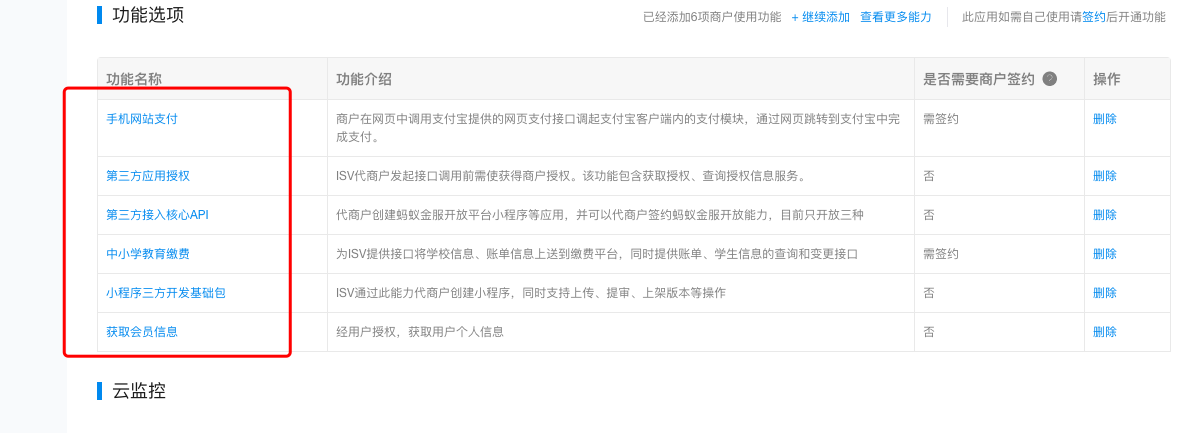 功能选项
已经添加6项商户使用功能 + 继续添加 查看更多能力 此应用如需自己使用请签约后开通功能
功能名称 功能介绍 是否需要商户签约 ? 操作
手机网站支付 商户在网页中调用支付宝提供的网页支付接口调起支付宝客户端内的支付模块，通过网页跳转到支付宝中完 需签约 删除
成支付。
第三方应用授权 ISV代商户发起接口调用前需使获得商户授权。该功能包含获取授权、查询授权信息服务。 否 删除
第三方接入核心API 代商户创建蚂蚁金服开放平台小程序等应用，并可以代商户签约蚂蚁金服开放能力，目前只开放三种 否 删除
中小学教育缴费 为ISV提供接口将学校信息、账单信息上送到缴费平台，同时提供账单、学生信息的查询和变更接口 需签约 删除
小程序三方开发基础包 ISV通过此能力代商户创建小程序，同时支持上传、提审、上架版本等操作 否 删除
获取会员信息 经用户授权，获取用户个人信息 否 删除
云监控